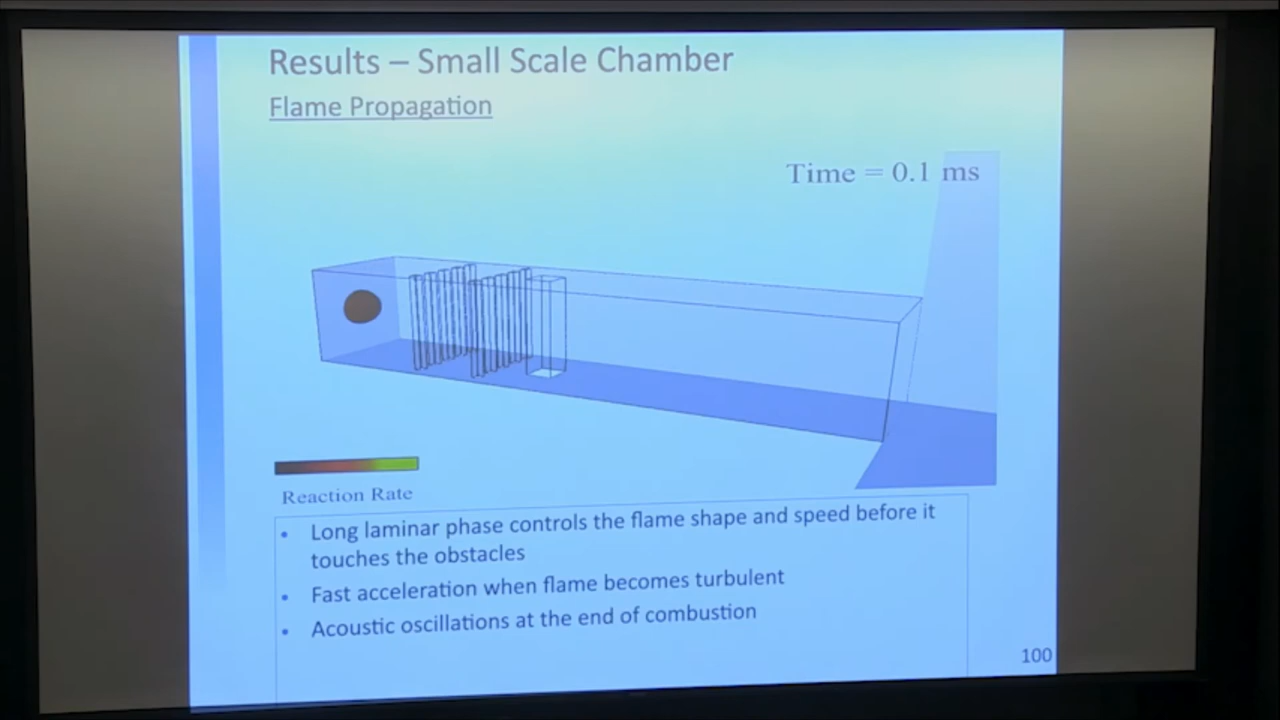 Results – Small Scale Chamber
Flame Propagation
Time = 0.1 ms
Reaction Rate
• Long laminar phase controls the flame shape and speed before it
touches the obstacles
• Fast acceleration when flame becomes turbulent
• Acoustic oscillations at the end of combustion
100